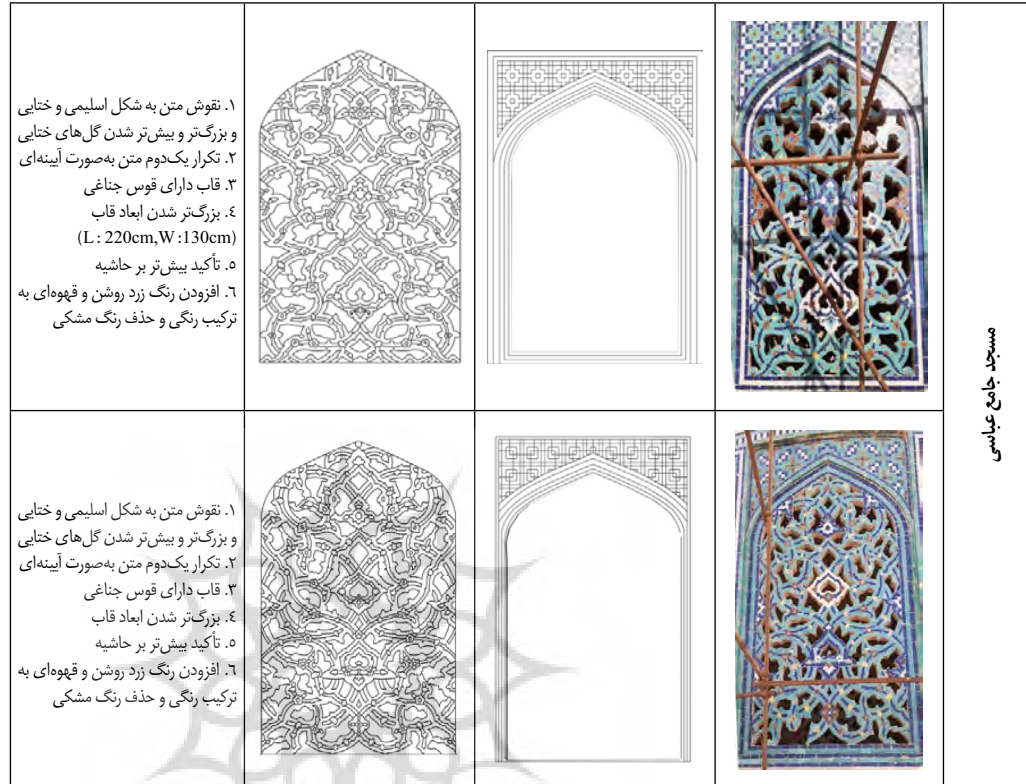 مسجد جامع عباسی
۱. نقوش متن به شکل اسلیمی و ختایی
و بزرگ‌تر و بیش‌تر شدن گل‌های ختایی
۲. تکرار یک‌دوم متن به‌صورت آیینه‌ای
۳. قاب دارای قوس جناغی
٤. بزرگ‌تر شدن ابعاد قاب
(L : 220cm,W :130cm)
٥. تأکید بیش‌تر بر حاشیه
٦. افزودن رنگ زرد روشن و قهوه‌ای به
ترکیب رنگی و حذف رنگ مشکی
۱. نقوش متن به شکل اسلیمی و ختایی
و بزرگ‌تر و بیش‌تر شدن گل‌های ختایی
۲. تکرار یک‌دوم متن به‌صورت آیینه‌ای
۳. قاب دارای قوس جناغی
٤. بزرگ‌تر شدن ابعاد قاب
٥. تأکید بیش‌تر بر حاشیه
٦. افزودن رنگ زرد روشن و قهوه‌ای به
ترکیب رنگی و حذف رنگ مشکی